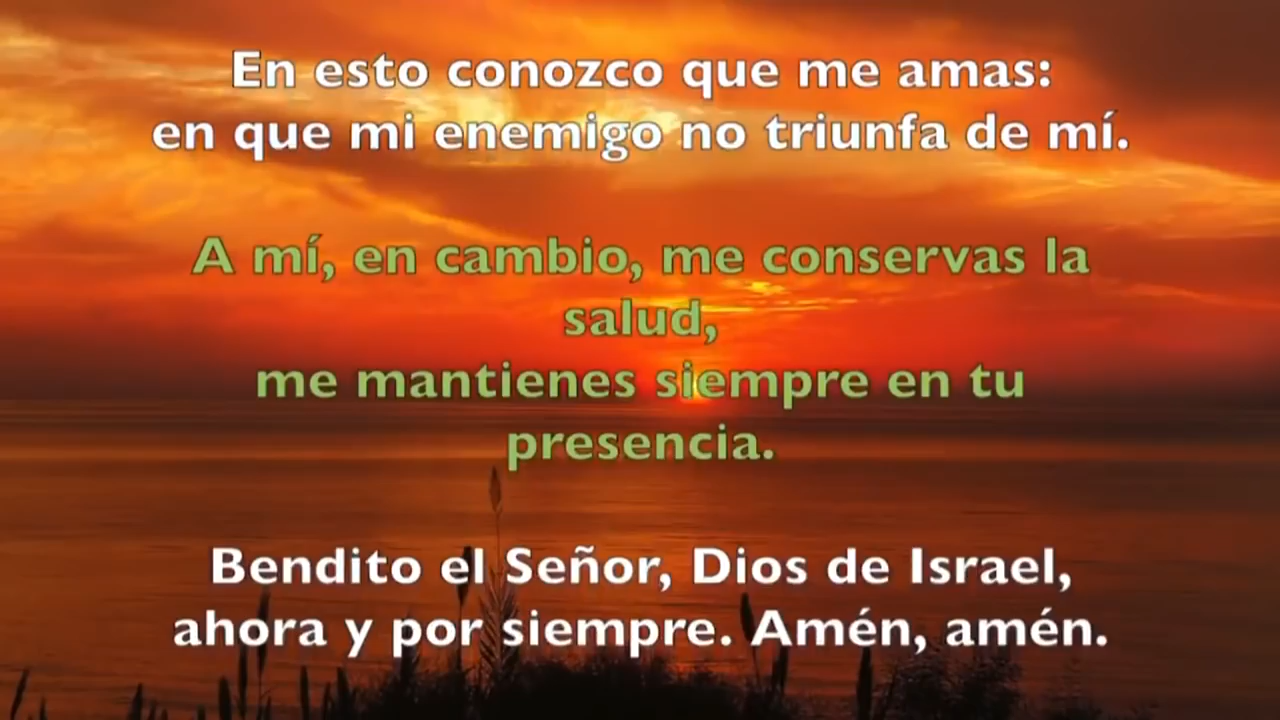 En esto conozco que me amas:
en que mi enemigo no triunfa de mí.
A mí, en cambio, me conservas la
salud,
me mantienes siempre en tu
presencia.
Bendito el Señor, Dios de Israel,
ahora y por siempre. Amén, amén.